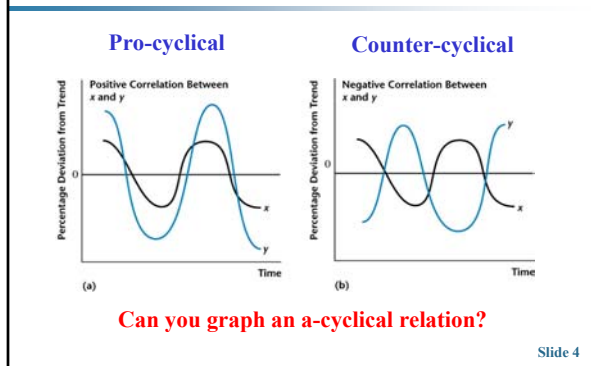 Pro-cyclical
Counter-cyclical
Percentage Deviation from Trend
Positive Correlation Between
x and y
0
x
y
Time
(a)
Percentage Deviation from Trend
Negative Correlation Between
x and y
y
0
x
Time
(b)
Can you graph an a-cyclical relation?
Slide 4